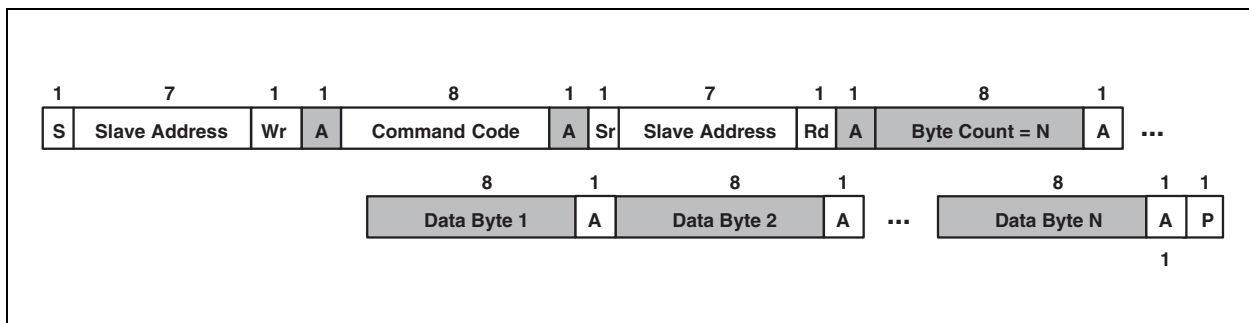 1 7 1 1 8 1 1 7 1 1 8 1
S Slave Address Wr A Command Code A Sr Slave Address Rd A Byte Count = N A ...
8 1 8 1 8 1 1
Data Byte 1 A Data Byte 2 A ... Data Byte N A P
1